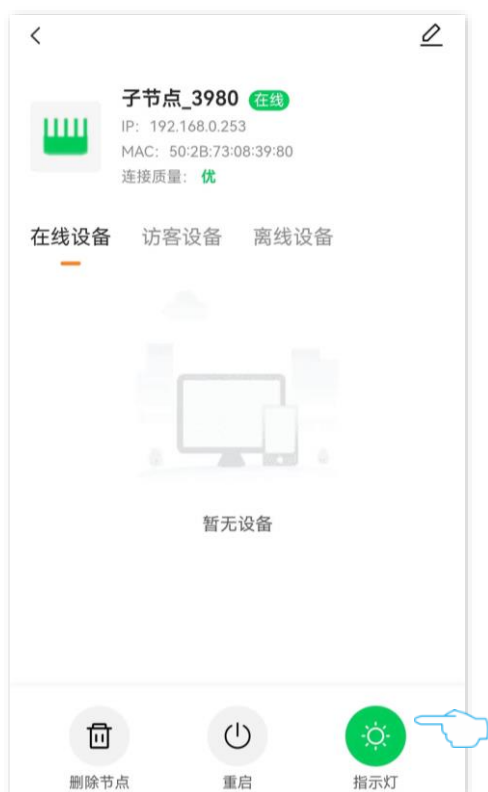 子节点_3980 在线
IP: 192.168.0.253
MAC: 50:2B:73:08:39:80
连接质量: 优
在线设备 访客设备 离线设备
暂无设备
删除节点 重启 指示灯